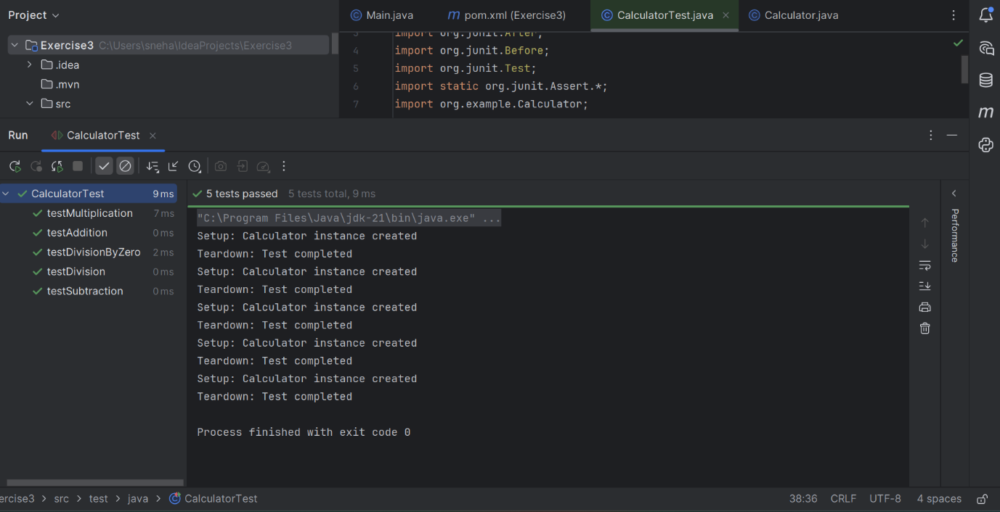 Project
Main.java
m pom.xml (Exercise3)
CalculatorTest.java
Calculator.java
Exercise3 C:\Users\sneha\IdeaProjects\Exercise3
.idea
.mvn
src
3 import org.junit.After;
4 import org.junit.Before;
5 import org.junit.Test;
6 import static org.junit.Assert.*;
7 import org.example.Calculator;
m
Run
CalculatorTest
CalculatorTest 9 ms
testMultiplication 7 ms
testAddition 0 ms
testDivisionByZero 2 ms
testDivision 0 ms
testSubtraction 0 ms
5 tests passed 5 tests total, 9 ms
"C:\Program Files\Java\jdk-21\bin\java.exe" ...
Setup: Calculator instance created
Teardown: Test completed
Setup: Calculator instance created
Teardown: Test completed
Setup: Calculator instance created
Teardown: Test completed
Setup: Calculator instance created
Teardown: Test completed
Setup: Calculator instance created
Teardown: Test completed
Process finished with exit code 0
Performance
ercise3 > src > test > java > CalculatorTest
38:36 CRLF UTF-8 4 spaces